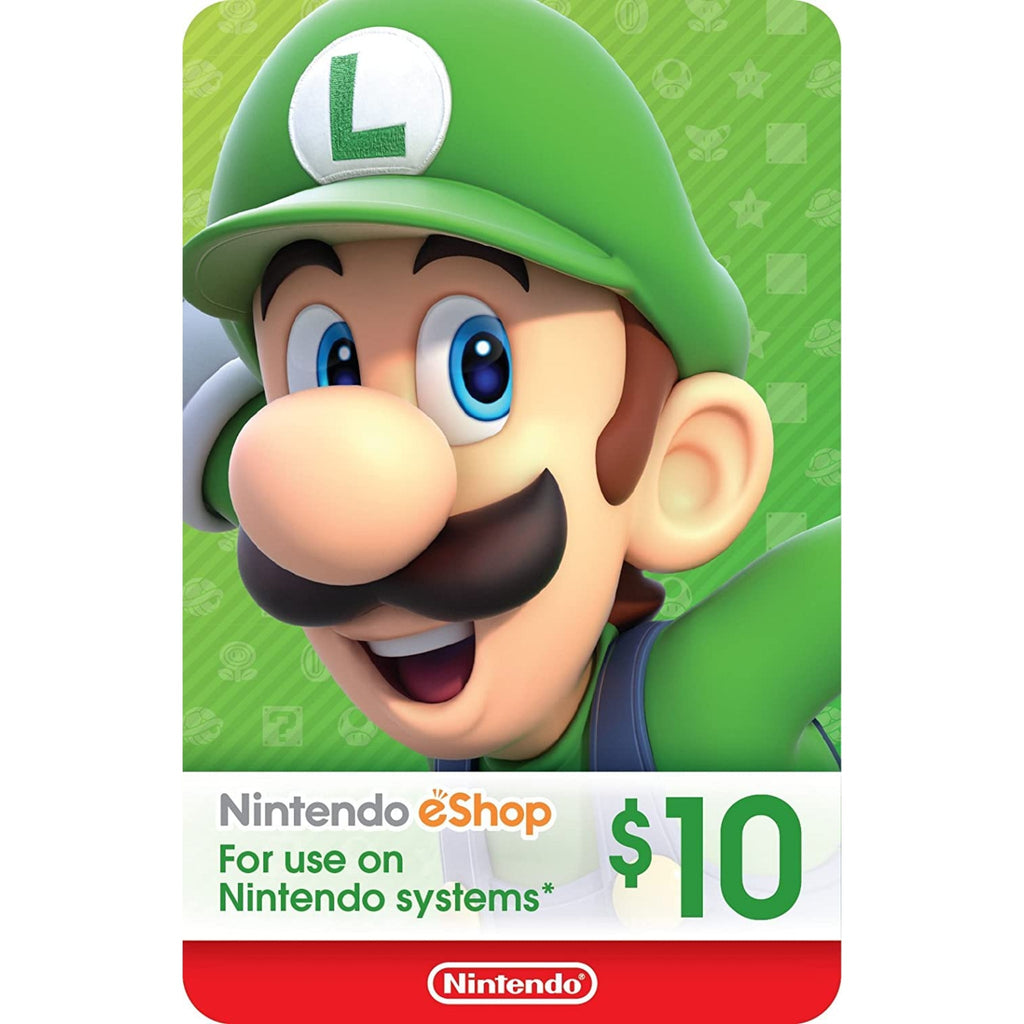 L
Nintendo eShop
For use on
Nintendo systems*
$10
Nintendo®